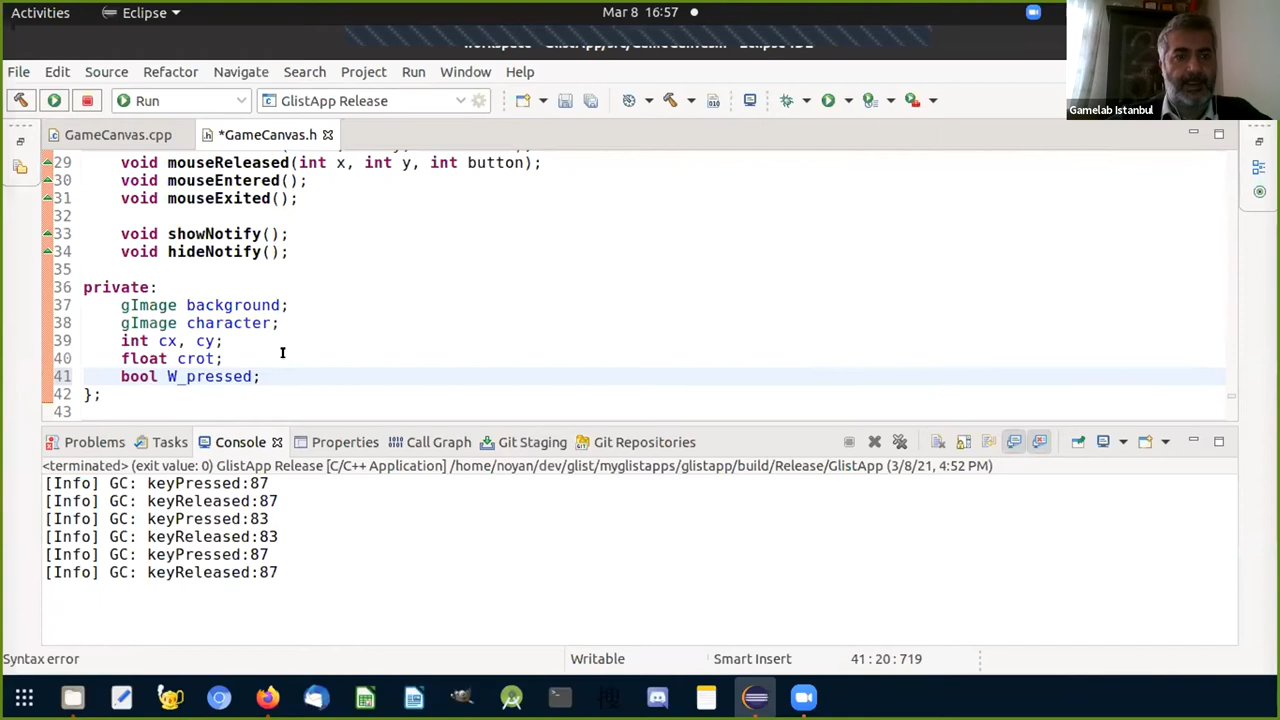 Activities
Eclipse
Mar 8 16:57
File Edit Source Refactor Navigate Search Project Run Window Help
Gamelab Istanbul
Run
GlistApp Release
GameCanvas.cpp
*GameCanvas.h
29 void mouseReleased(int x, int y, int button);
30 void mouseEntered();
31 void mouseExited();
32
33 void showNotify();
34 void hideNotify();
35
36 private:
37 gImage background;
38 gImage character;
39 int cx, cy;
40 float crot;
41 bool W_pressed;
42 };
43
Problems Tasks Console Properties Call Graph Git Staging Git Repositories
<terminated> (exit value: 0) GlistApp Release [C/C++ Application] /home/noyan/dev/glist/myglistapps/glistapp/build/Release/GlistApp (3/8/21, 4:52 PM)
[Info] GC: keyPressed:87
[Info] GC: keyReleased:87
[Info] GC: keyPressed:83
[Info] GC: keyReleased:83
[Info] GC: keyPressed:87
[Info] GC: keyReleased:87
Syntax error
Writable
Smart Insert
41 : 20 : 719